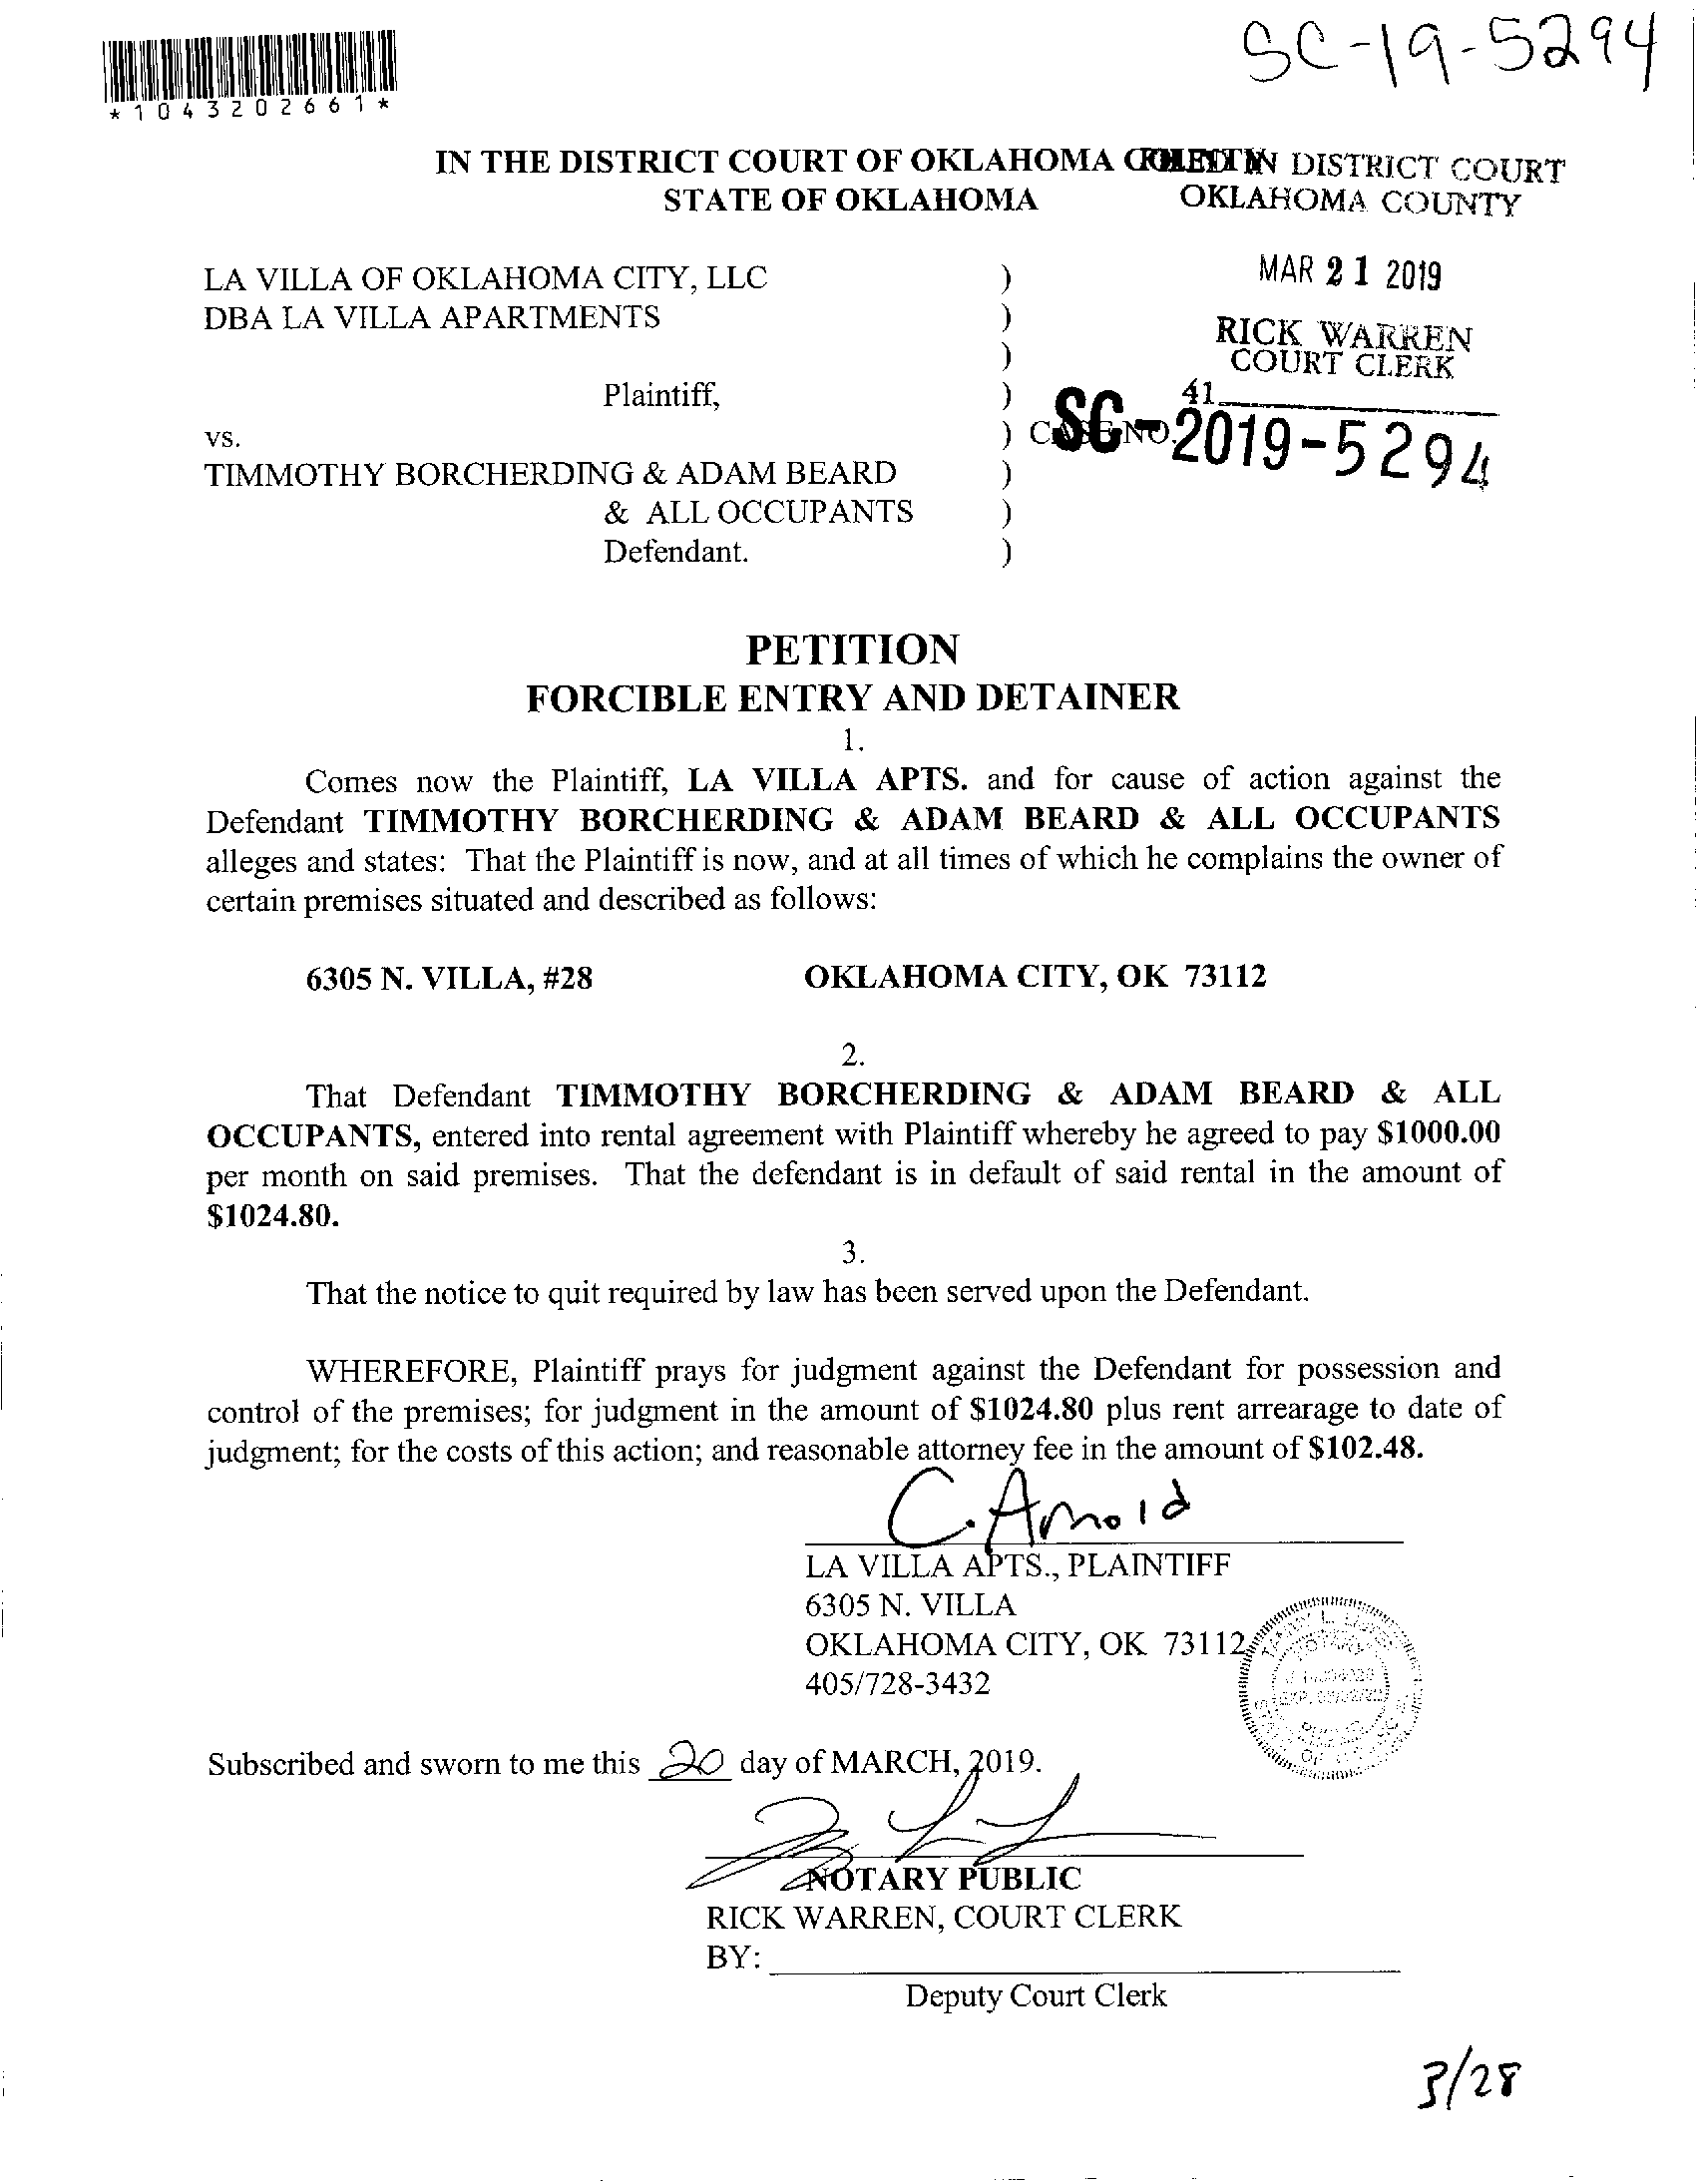 SC-19-5294
*1043202661*
IN THE DISTRICT COURT OF OKLAHOMA COUNTY
FILED IN DISTRICT COURT
STATE OF OKLAHOMA
OKLAHOMA COUNTY
LA VILLA OF OKLAHOMA CITY, LLC )
MAR 21 2019
DBA LA VILLA APARTMENTS )
RICK WARREN
)
COURT CLERK
Plaintiff, )
41
vs. ) CASE NO.
SC-2019-5294
TIMMOTHY BORCHERDING & ADAM BEARD )
& ALL OCCUPANTS )
Defendant. )
PETITION
FORCIBLE ENTRY AND DETAINER
1.
Comes now the Plaintiff, LA VILLA APTS. and for cause of action against the
Defendant TIMMOTHY BORCHERDING & ADAM BEARD & ALL OCCUPANTS
alleges and states: That the Plaintiff is now, and at all times of which he complains the owner of
certain premises situated and described as follows:
6305 N. VILLA, #28 OKLAHOMA CITY, OK 73112
2.
That Defendant TIMMOTHY BORCHERDING & ADAM BEARD & ALL
OCCUPANTS, entered into rental agreement with Plaintiff whereby he agreed to pay $1000.00
per month on said premises. That the defendant is in default of said rental in the amount of
$1024.80.
3.
That the notice to quit required by law has been served upon the Defendant.
WHEREFORE, Plaintiff prays for judgment against the Defendant for possession and
control of the premises; for judgment in the amount of $1024.80 plus rent arrearage to date of
judgment; for the costs of this action; and reasonable attorney fee in the amount of $102.48.
C. Arnold
LA VILLA APTS., PLAINTIFF
6305 N. VILLA
OKLAHOMA CITY, OK 73112
405/728-3432
Subscribed and sworn to me this 20 day of MARCH, 2019.
NOTARY PUBLIC
RICK WARREN, COURT CLERK
BY:
Deputy Court Clerk
3/28